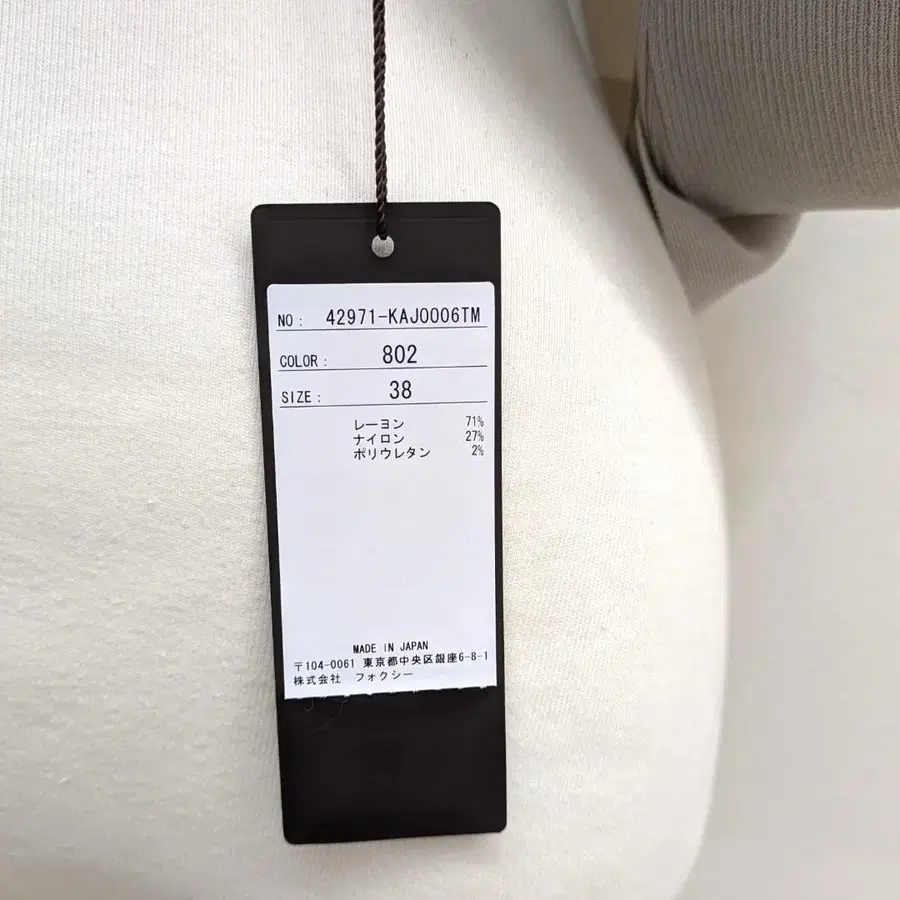 NO : 42971-KAJ0006TM
COLOR : 802
SIZE : 38
レーヨン 71%
ナイロン 27%
ポリウレタン 2%
MADE IN JAPAN
〒104-0061 東京都中央区銀座6-8-1
株式会社 フォクシー